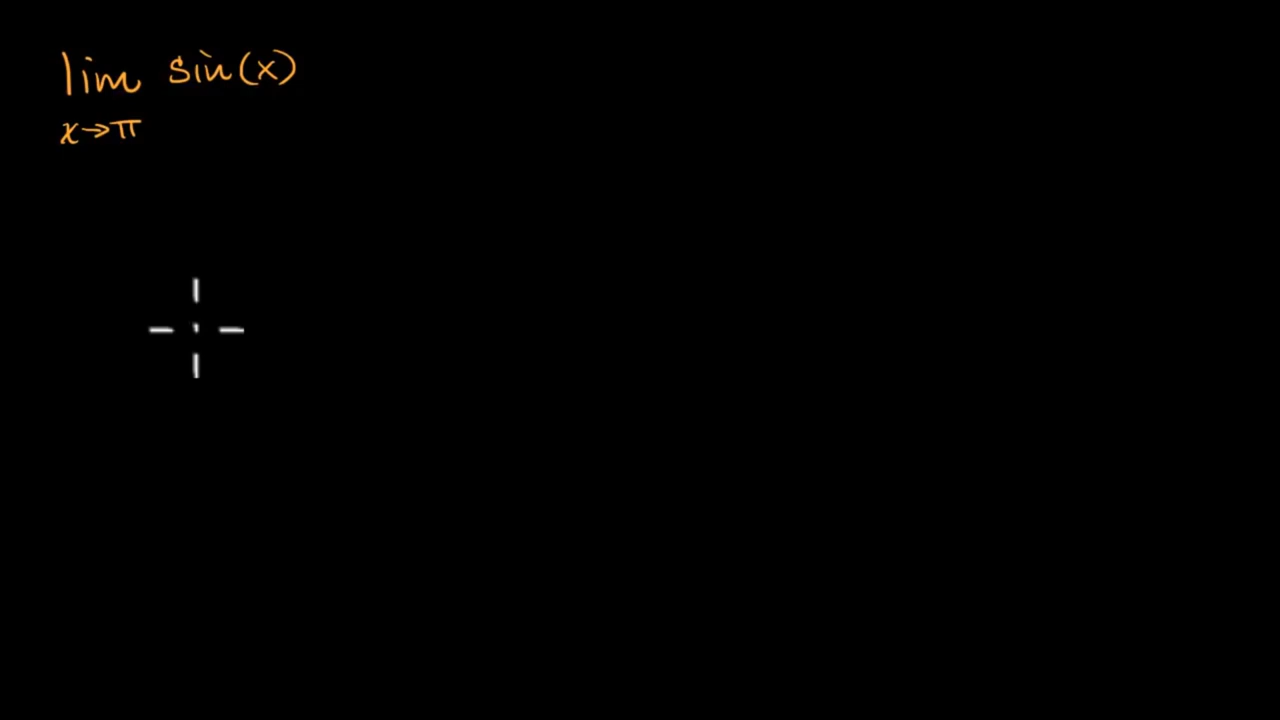 lim sin(x)
x→π